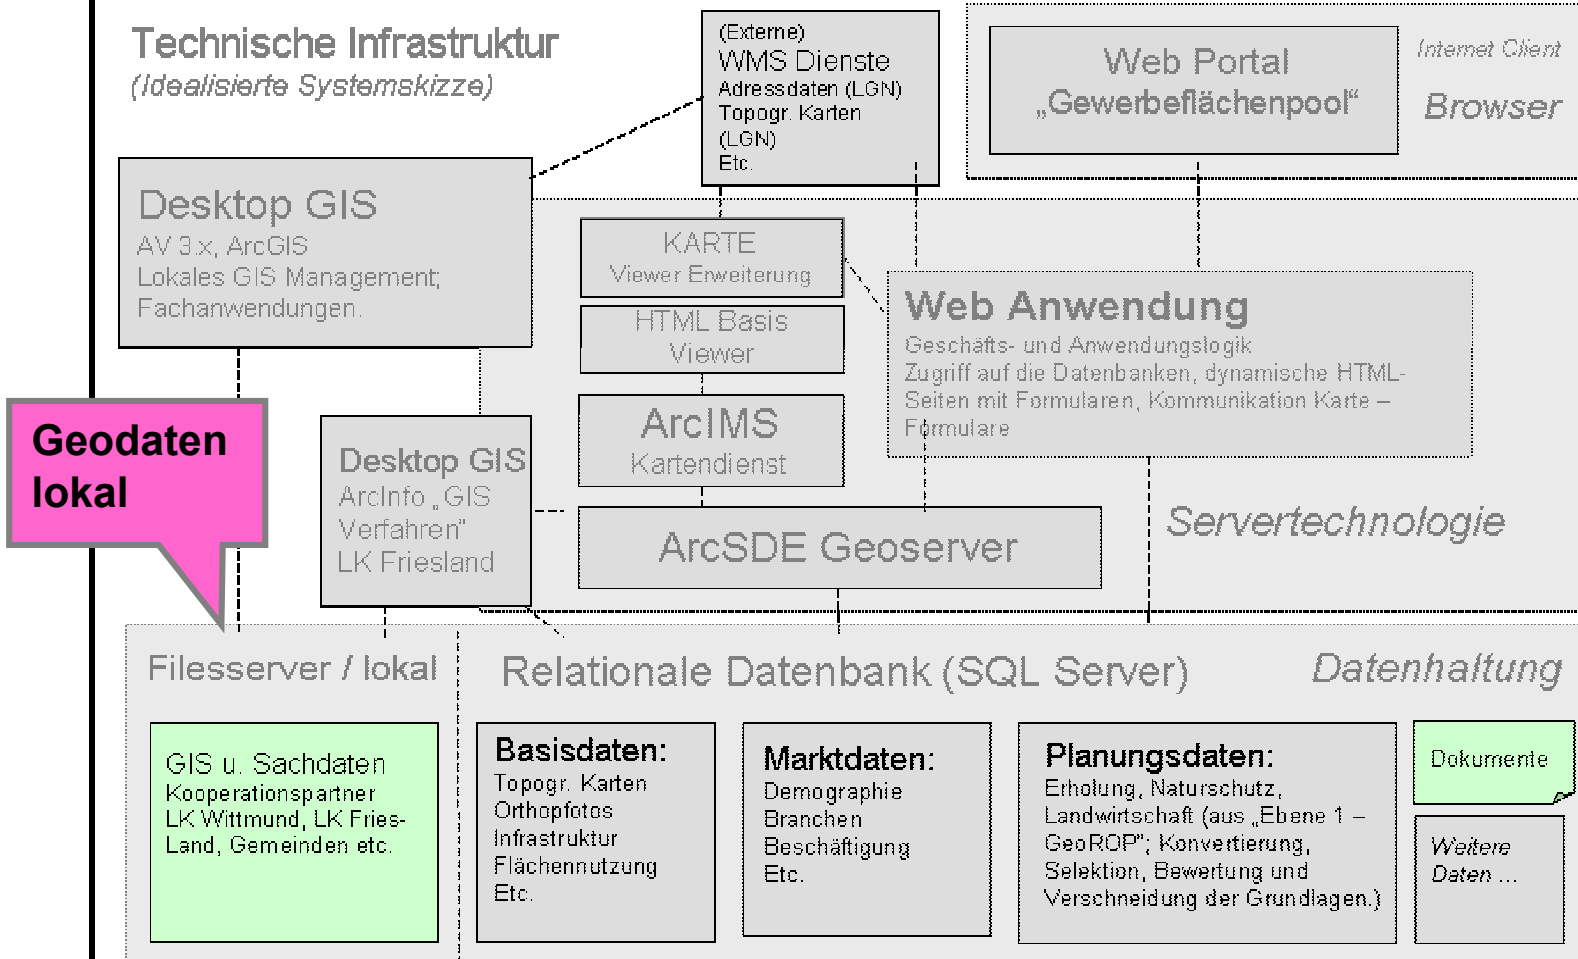 Technische Infrastruktur
(Idealisierte Systemskizze)
(Externe)
WMS Dienste
Adressdaten (LGN)
Topogr. Karten
(LGN)
Etc.
Web Portal
„Gewerbeflächenpool“
Internet Client
Browser
Desktop GIS
AV 3.x, ArcGIS
Lokales GIS Management;
Fachanwendungen.
KARTE
Viewer Erweiterung
HTML Basis
Viewer
ArcIMS
Kartendienst
Web Anwendung
Geschäfts- und Anwendungslogik
Zugriff auf die Datenbanken, dynamische HTML-
Seiten mit Formularen, Kommunikation Karte –
Formulare
Geodaten
lokal
Desktop GIS
ArcInfo „GIS
Verfahren“
LK Friesland
ArcSDE Geoserver
Servertechnologie
Filesserver / lokal
Relationale Datenbank (SQL Server)
Datenhaltung
GIS u. Sachdaten
Kooperationspartner
LK Wittmund, LK Fries-
Land, Gemeinden etc.
Basisdaten:
Topogr. Karten
Orthopfotos
Infrastruktur
Flächennutzung
Etc.
Marktdaten:
Demographie
Branchen
Beschäftigung
Etc.
Planungsdaten:
Erholung, Naturschutz,
Landwirtschaft (aus „Ebene 1 –
GeoROP“; Konvertierung,
Selektion, Bewertung und
Verschneidung der Grundlagen.)
Dokumente
Weitere
Daten ...